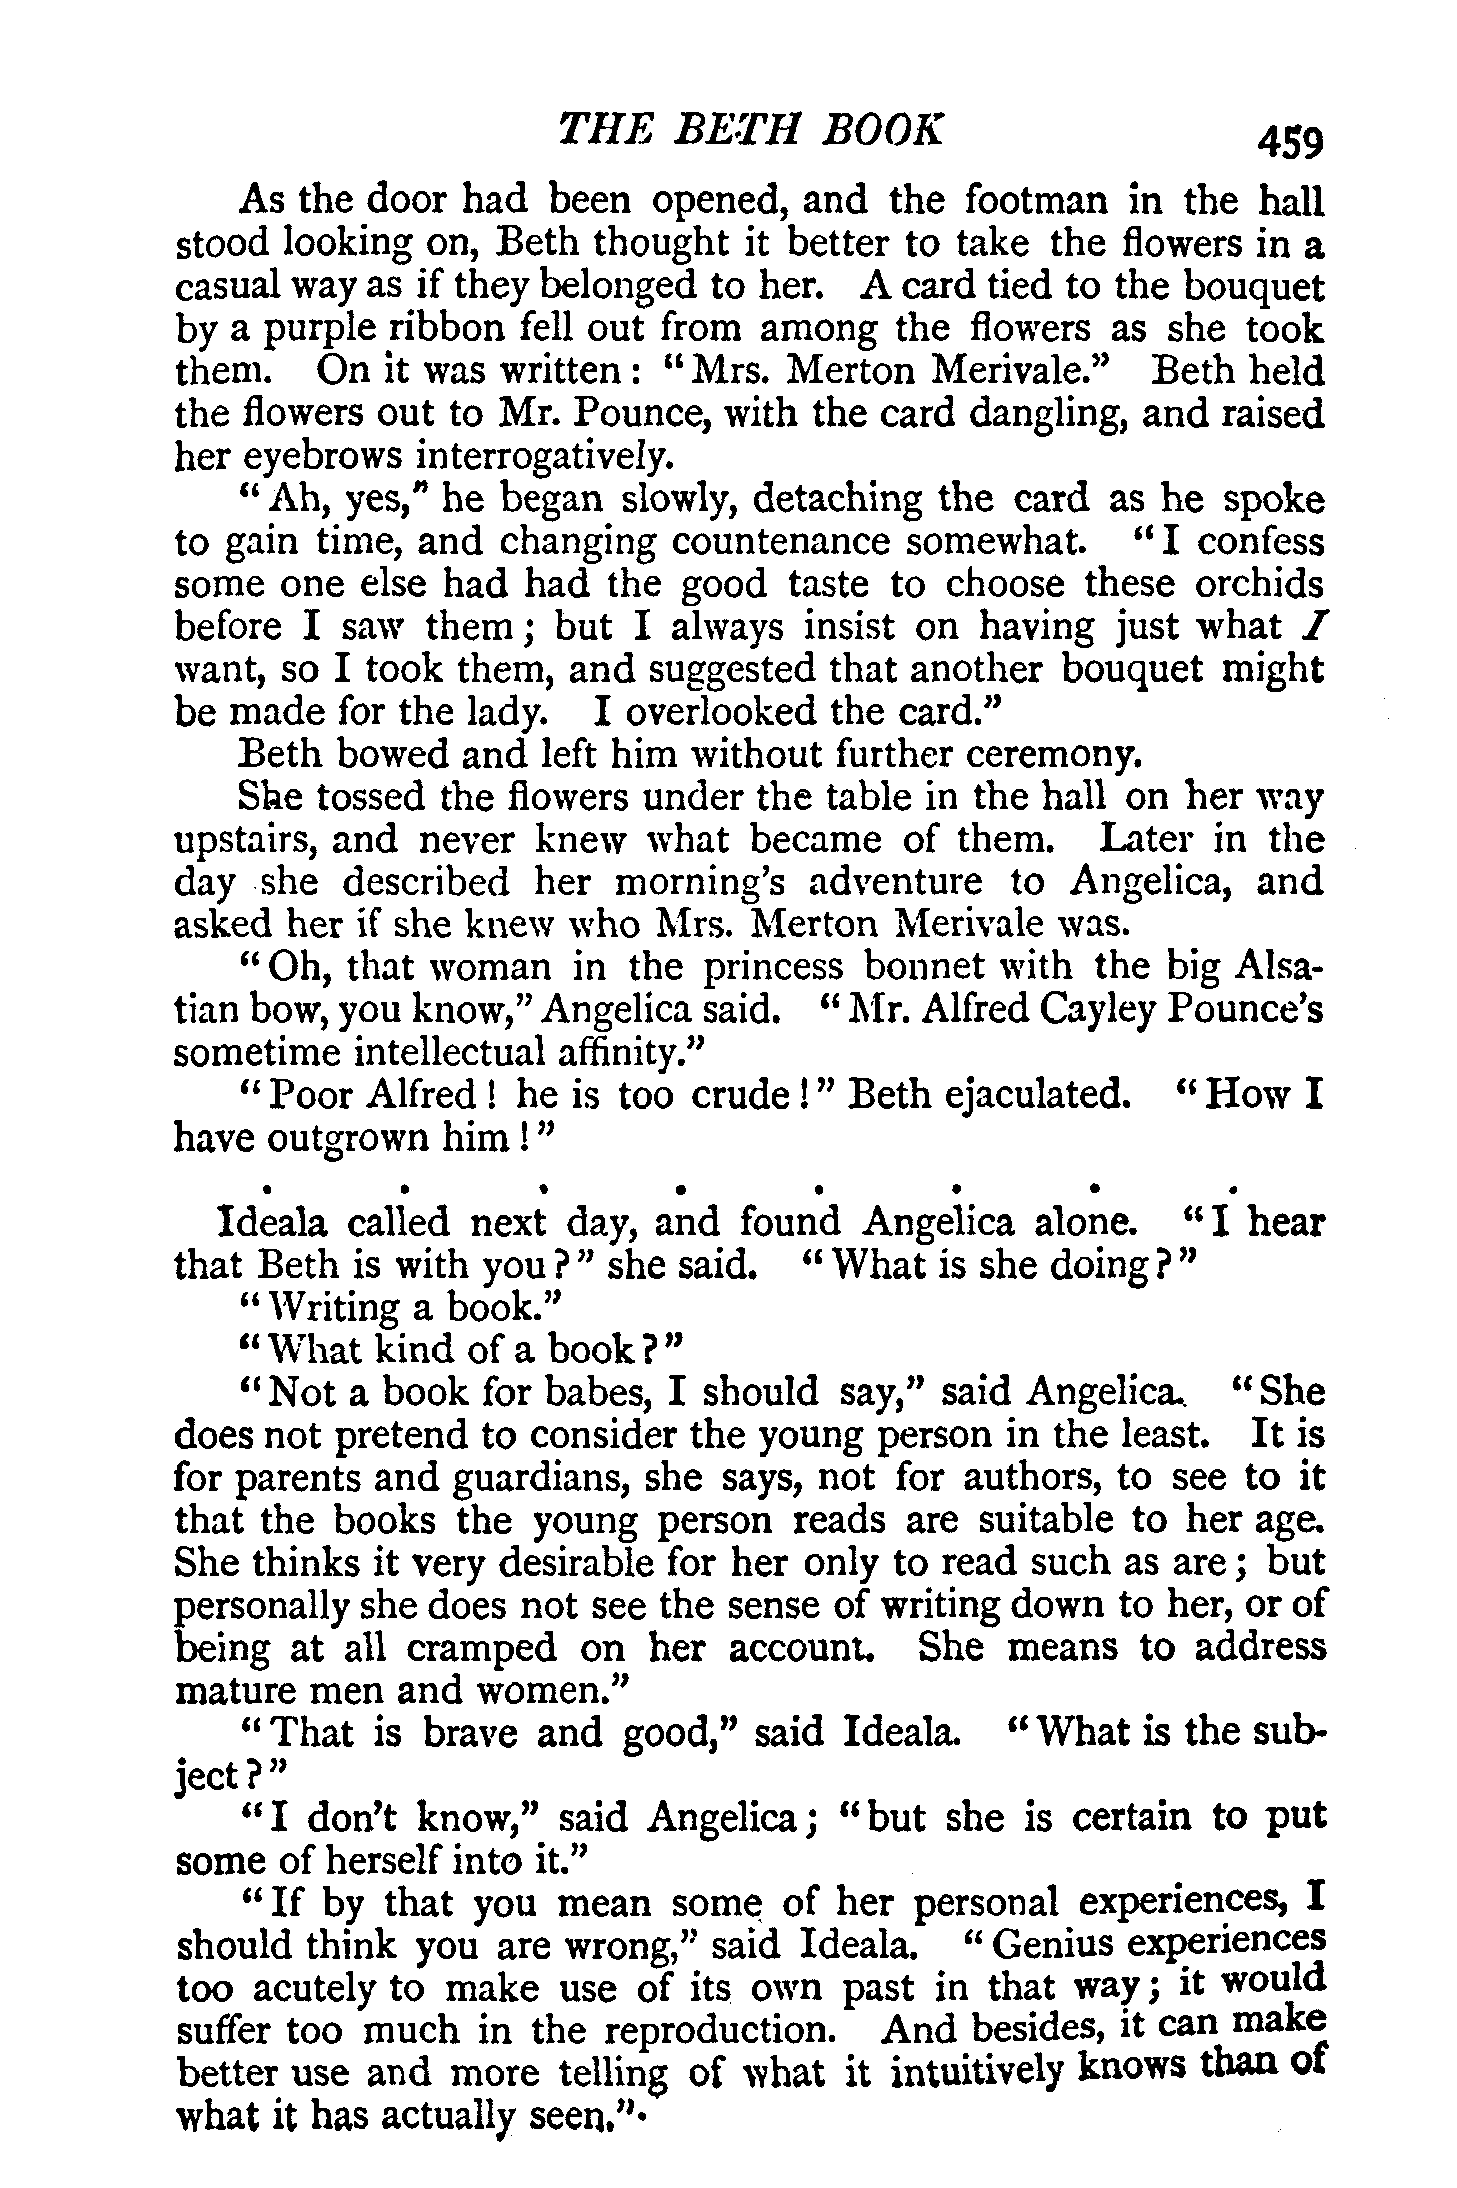 THE BETH BOOK 459
As the door had been opened, and the footman in the hall
stood looking on, Beth thought it better to take the flowers in a
casual way as if they belonged to her. A card tied to the bouquet
by a purple ribbon fell out from among the flowers as she took
them. On it was written : “Mrs. Merton Merivale.” Beth held
the flowers out to Mr. Pounce, with the card dangling, and raised
her eyebrows interrogatively.
“Ah, yes,” he began slowly, detaching the card as he spoke
to gain time, and changing countenance somewhat. “I confess
some one else had had the good taste to choose these orchids
before I saw them ; but I always insist on having just what I
want, so I took them, and suggested that another bouquet might
be made for the lady. I overlooked the card.”
Beth bowed and left him without further ceremony.
She tossed the flowers under the table in the hall on her way
upstairs, and never knew what became of them. Later in the
day she described her morning's adventure to Angelica, and
asked her if she knew who Mrs. Merton Merivale was.
“Oh, that woman in the princess bonnet with the big Alsa-
tian bow, you know,” Angelica said. “Mr. Alfred Cayley Pounce's
sometime intellectual affinity.”
“Poor Alfred ! he is too crude !” Beth ejaculated. “How I
have outgrown him !”
. . . . . . . .
Ideala called next day, and found Angelica alone. “I hear
that Beth is with you ?” she said. “What is she doing ?”
“Writing a book.”
“What kind of a book ?”
“Not a book for babes, I should say,” said Angelica. “She
does not pretend to consider the young person in the least. It is
for parents and guardians, she says, not for authors, to see to it
that the books the young person reads are suitable to her age.
She thinks it very desirable for her only to read such as are ; but
personally she does not see the sense of writing down to her, or of
being at all cramped on her account. She means to address
mature men and women.”
“That is brave and good,” said Ideala. “What is the sub-
ject ?”
“I don't know,” said Angelica ; “but she is certain to put
some of herself into it.”
“If by that you mean some of her personal experiences, I
should think you are wrong,” said Ideala. “Genius experiences
too acutely to make use of its own past in that way ; it would
suffer too much in the reproduction. And besides, it can make
better use and more telling of what it intuitively knows than of
what it has actually seen.”